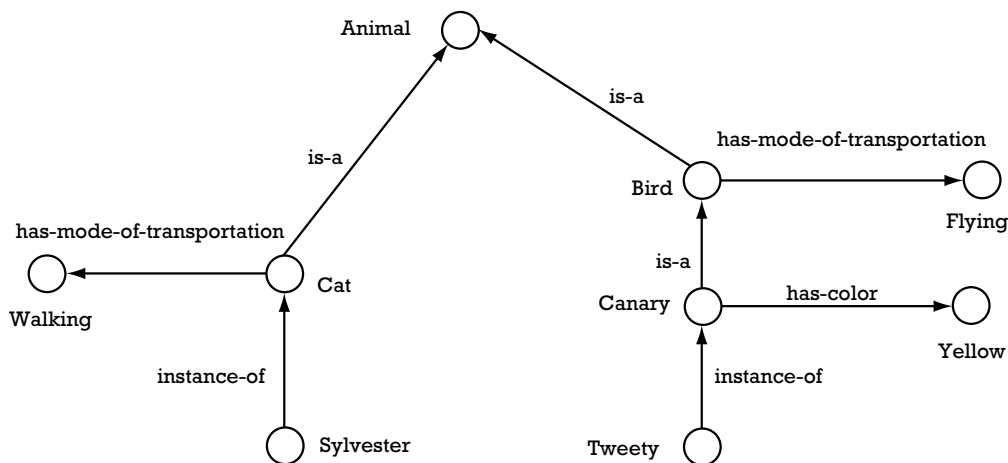 Animal
is-a
is-a
has-mode-of-transportation
Bird
Flying
has-mode-of-transportation
is-a
Cat
Canary
has-color
Walking
Yellow
instance-of
instance-of
Sylvester
Tweety